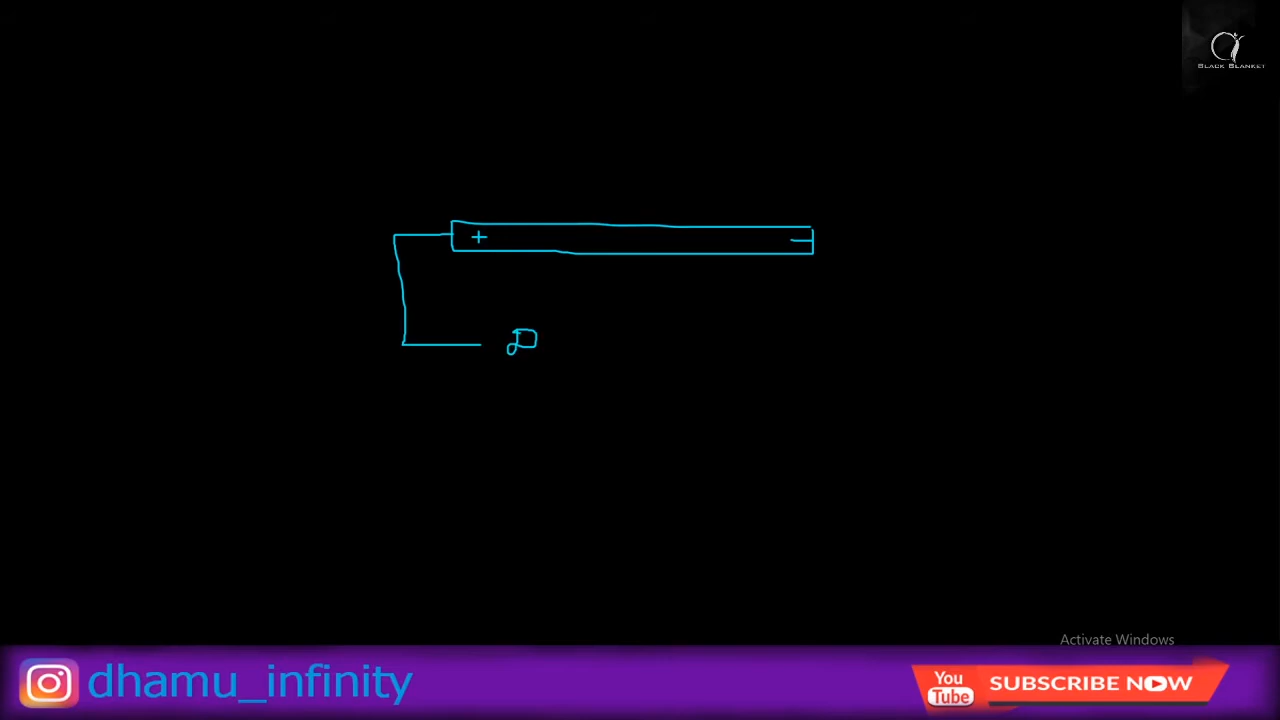 BLACK BLANKET
+ −
Activate Windows
dhamu_infinity
You Tube SUBSCRIBE NOW